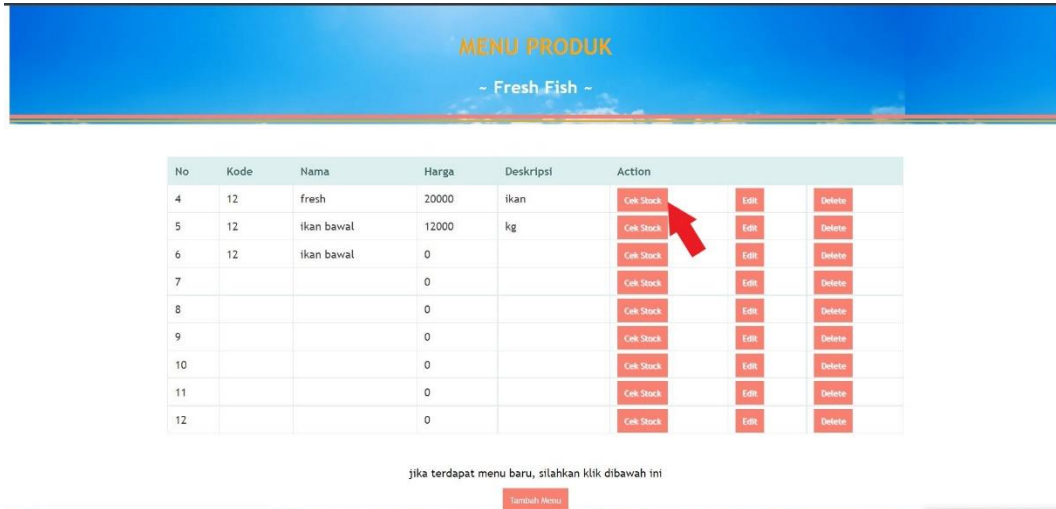 MENU PRODUK
~ Fresh Fish ~
No Kode Nama Harga Deskripsi Action
4 12 fresh 20000 ikan Cek Stock Edit Delete
5 12 ikan bawal 12000 kg Cek Stock Edit Delete
6 12 ikan bawal 0 Cek Stock Edit Delete
7 0 Cek Stock Edit Delete
8 0 Cek Stock Edit Delete
9 0 Cek Stock Edit Delete
10 0 Cek Stock Edit Delete
11 0 Cek Stock Edit Delete
12 0 Cek Stock Edit Delete
jika terdapat menu baru, silahkan klik dibawah ini
Tambah Menu